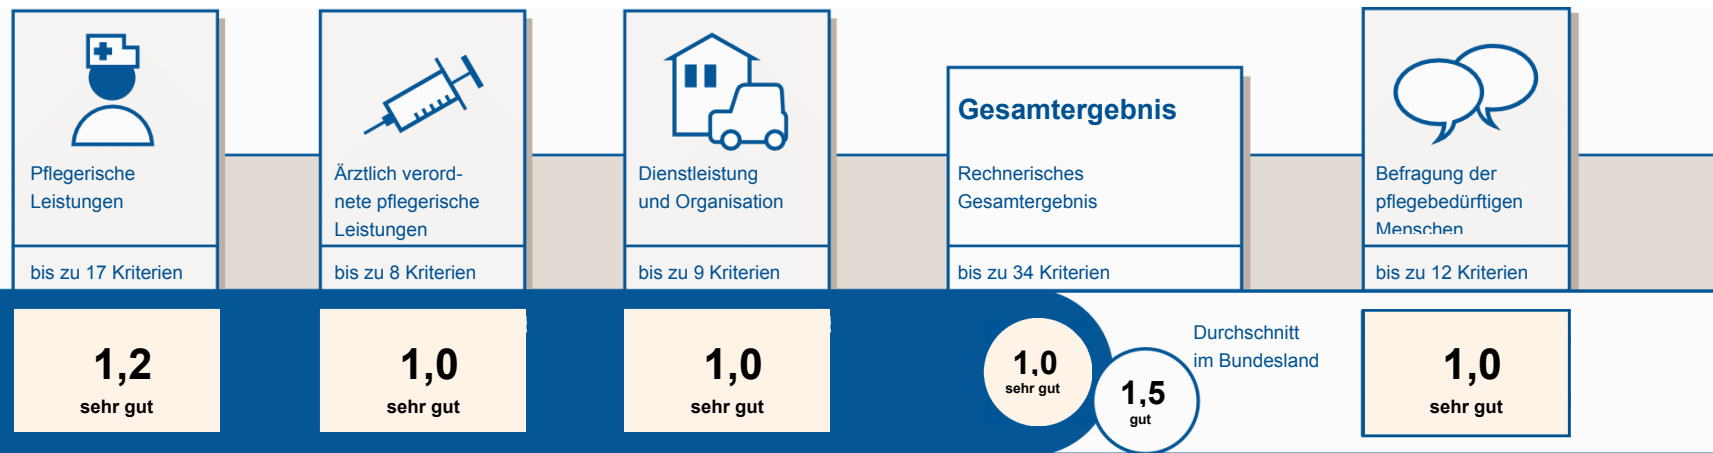 Pflegerische
Leistungen
bis zu 17 Kriterien
1,2
sehr gut
Ärztlich verord-
nete pflegerische
Leistungen
bis zu 8 Kriterien
1,0
sehr gut
Dienstleistung
und Organisation
bis zu 9 Kriterien
1,0
sehr gut
Gesamtergebnis
Rechnerisches
Gesamtergebnis
bis zu 34 Kriterien
1,0
sehr gut
Durchschnitt
im Bundesland
1,5
gut
Befragung der
pflegebedürftigen
Menschen
bis zu 12 Kriterien
1,0
sehr gut